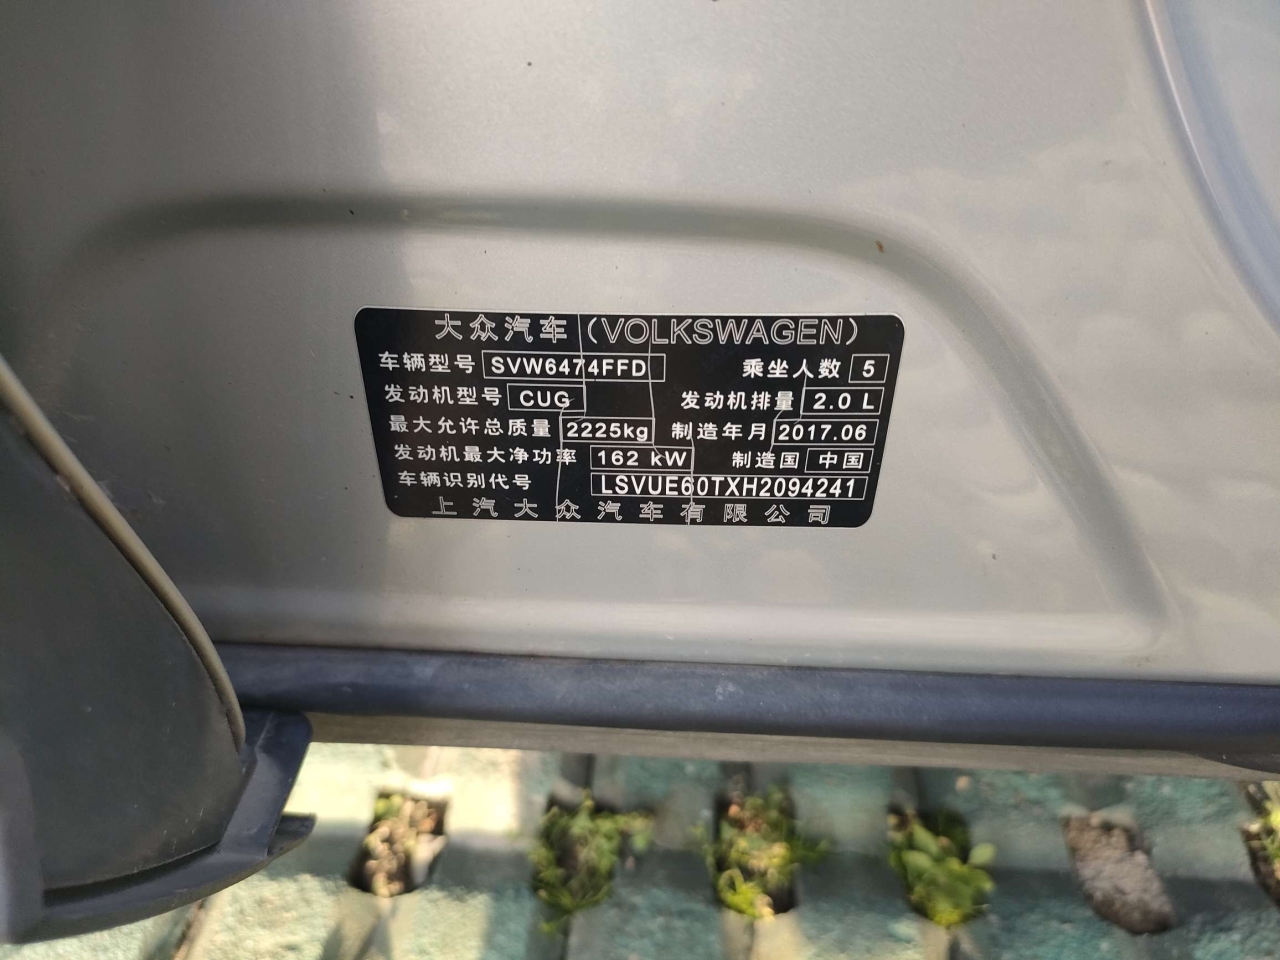 大众汽车(VOLKSWAGEN)
车辆型号 SVW6474FFD 乘坐人数 5
发动机型号 CUG 发动机排量 2.0 L
最大允许总质量 2225kg 制造年月 2017.06
发动机最大净功率 162 kW 制造国 中国
车辆识别代号 LSVUE60TXH2094241
上汽大众汽车有限公司